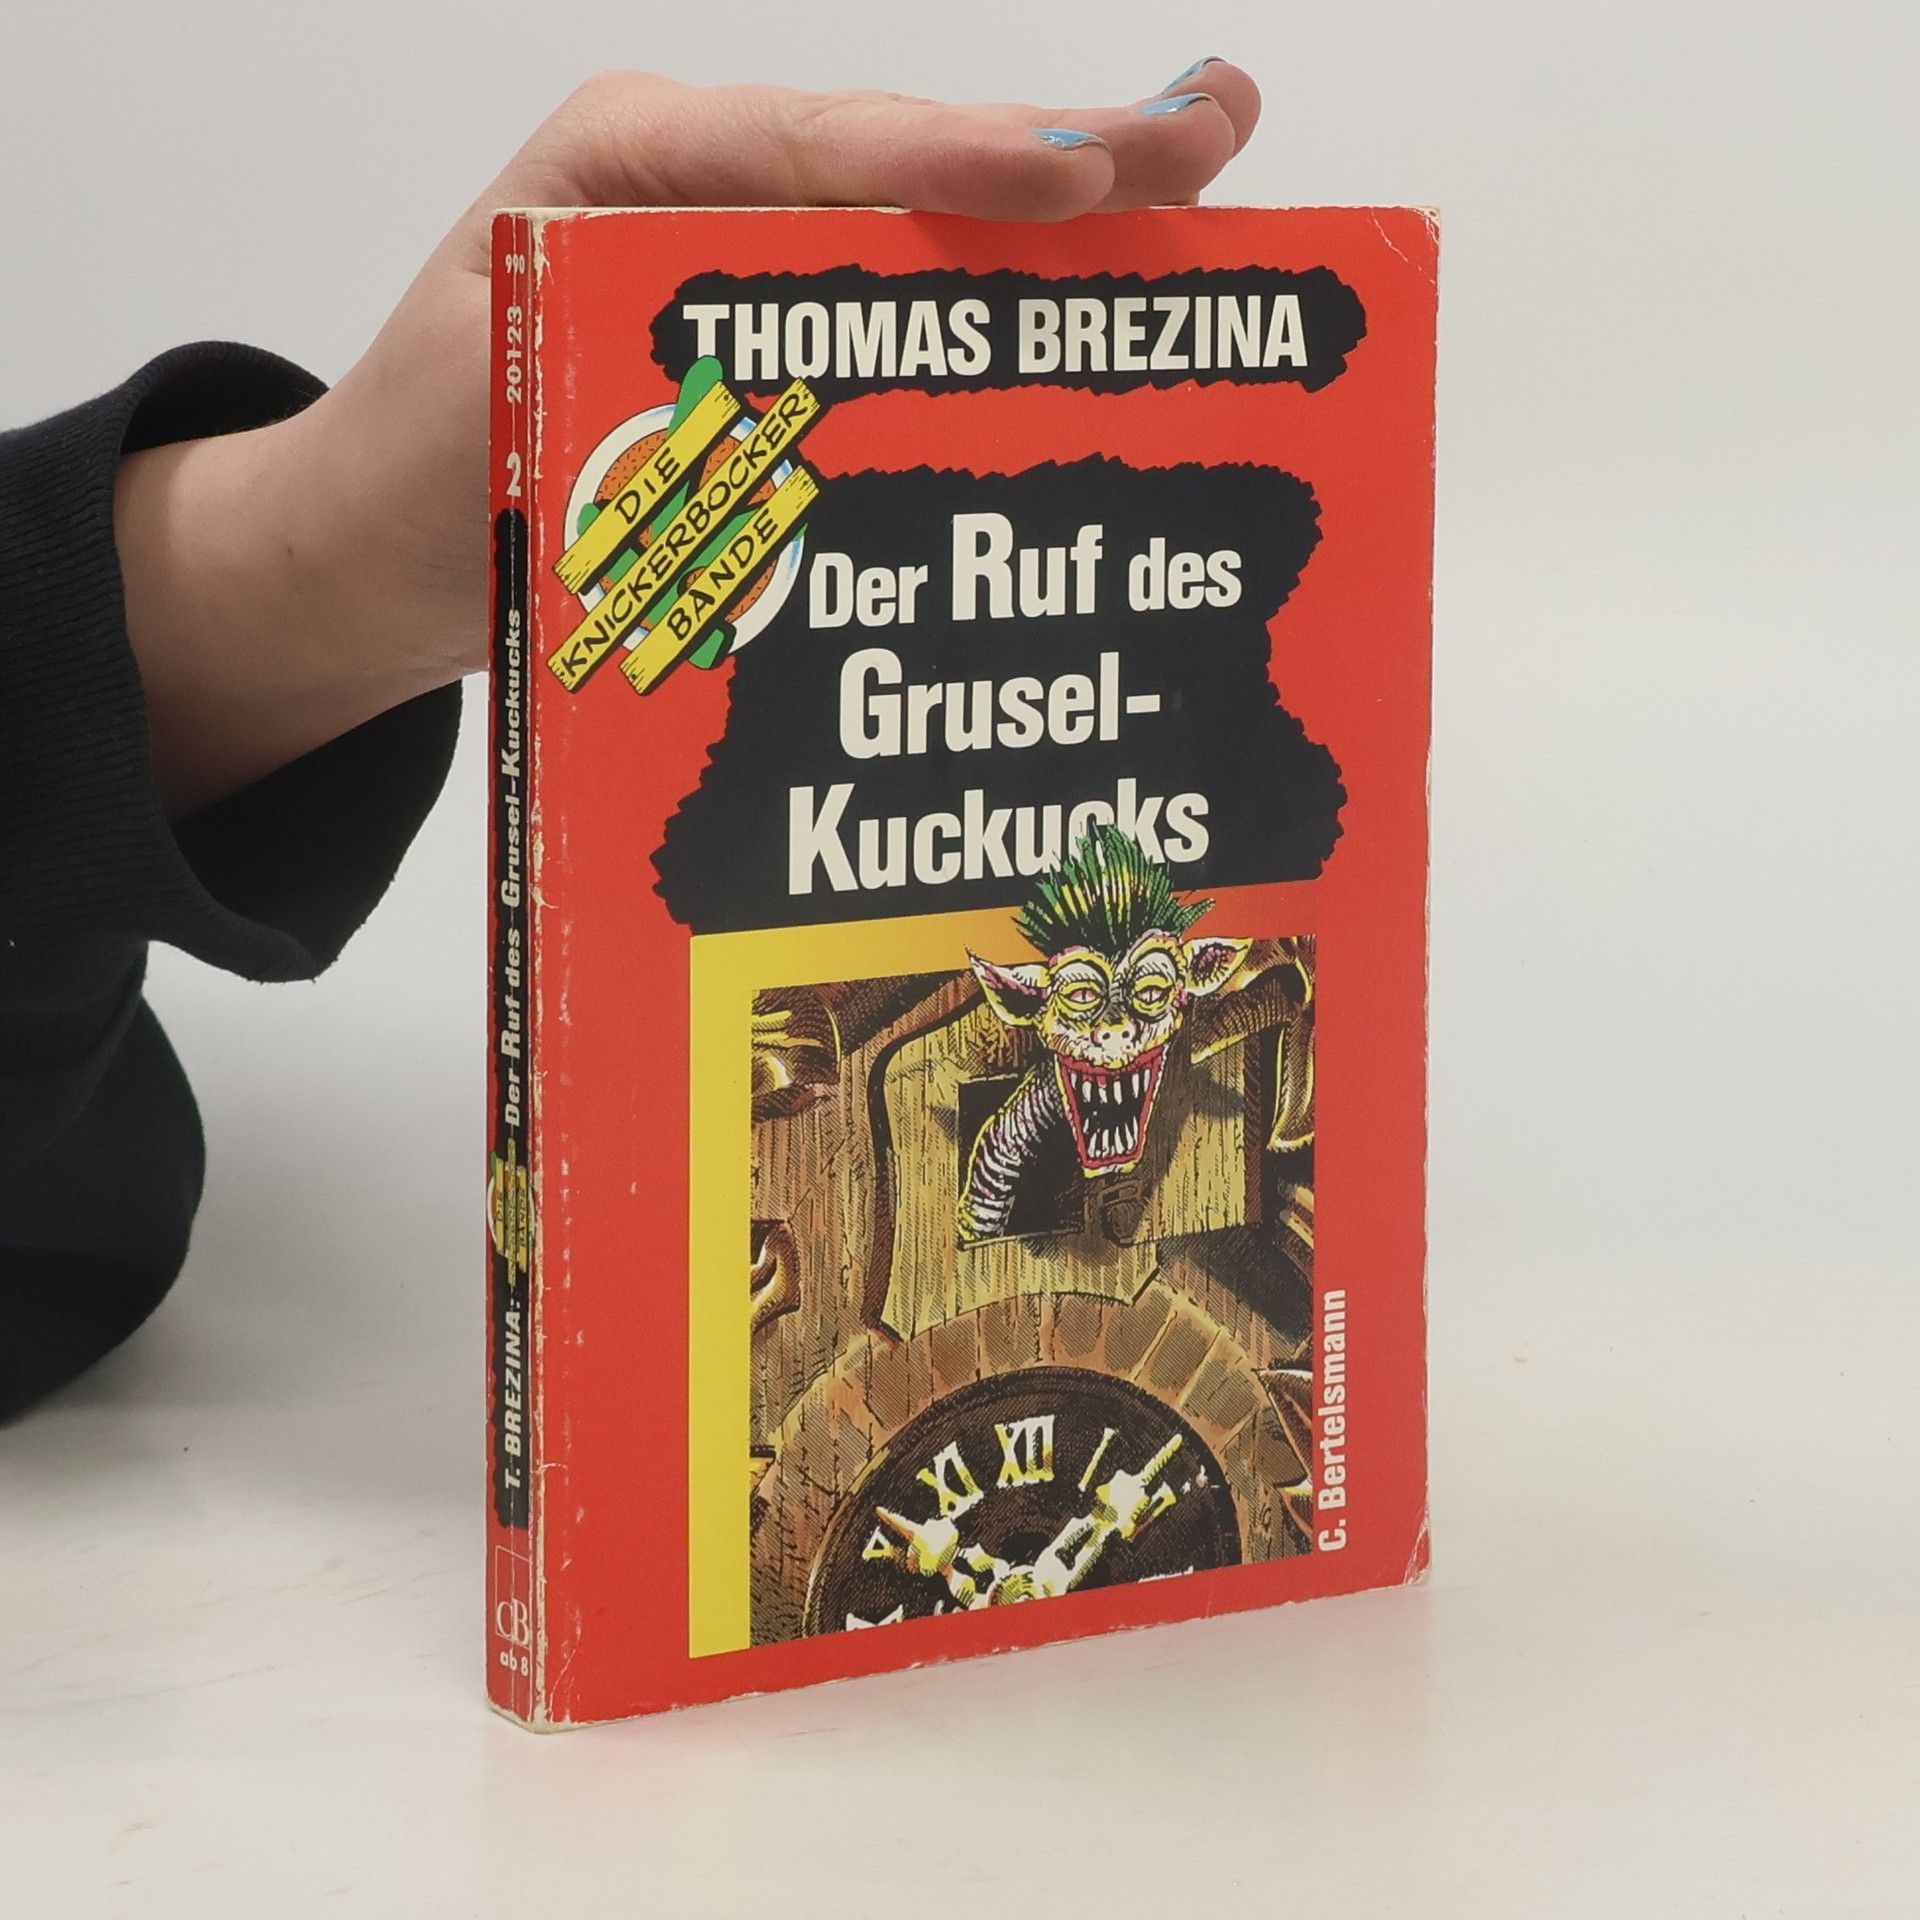 THOMAS BREZINA
DIE
KNICKERBOCKER
BANDE
Der Ruf des
Grusel-
Kuckucks
C. Bertelsmann
XI XII I
990
20123
2
T. BREZINA: Der Ruf des Grusel-Kuckucks
CB
ab 8